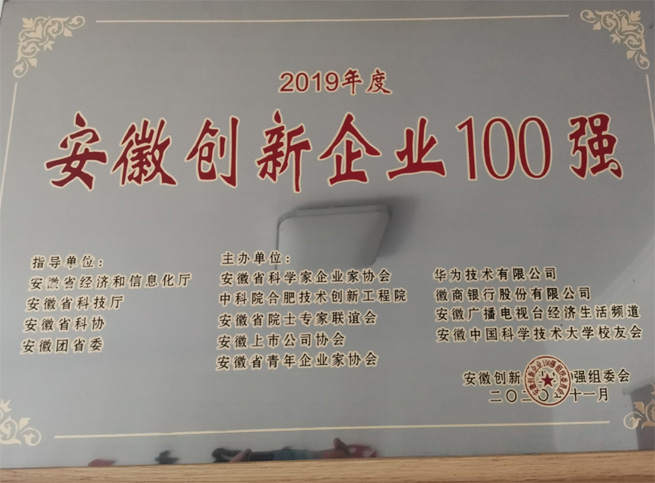 2019年度
安徽创新企业100强
指导单位：
安徽省经济和信息化厅
安徽省科技厅
安徽省科协
安徽团省委
主办单位：
安徽省科学家企业家协会
中科院合肥技术创新工程院
安徽省院士专家联谊会
安徽上市公司协会
安徽省青年企业家协会
华为技术有限公司
徽商银行股份有限公司
安徽广播电视台经济生活频道
安徽中国科学技术大学校友会
安徽创新 强组委会
二〇二〇年十一月